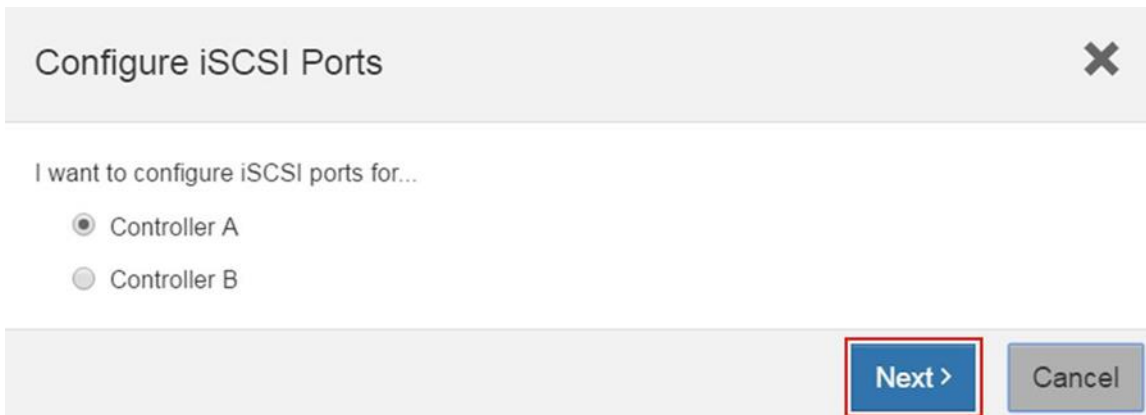 Configure iSCSI Ports
I want to configure iSCSI ports for...
Controller A
Controller B
Next > Cancel